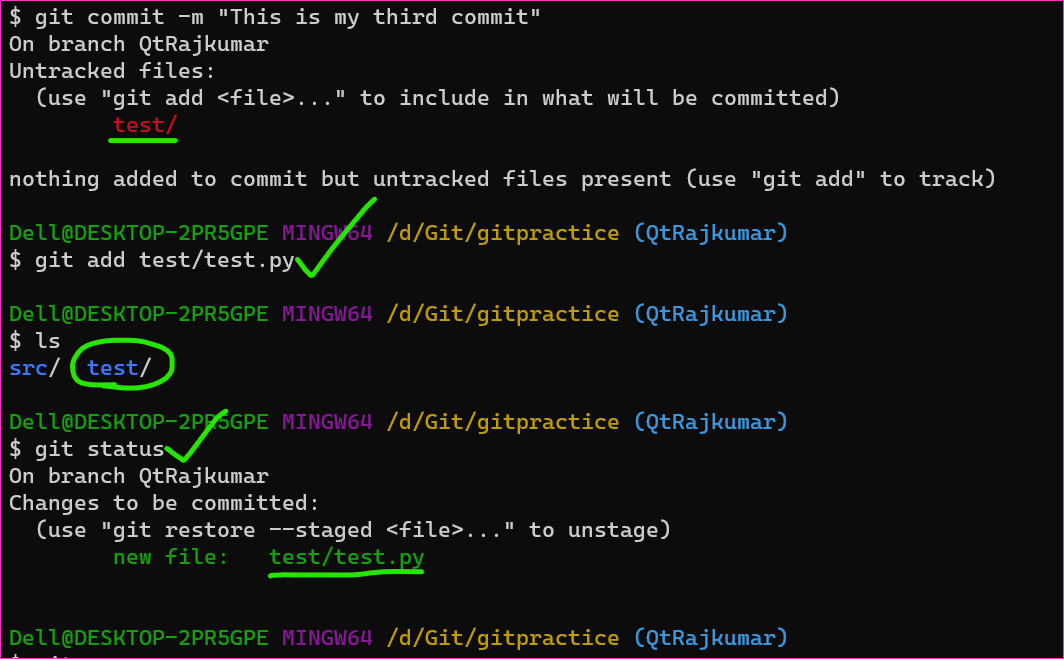 $ git commit -m "This is my third commit"
On branch QtRajkumar
Untracked files:
  (use "git add <file>..." to include in what will be committed)
        test/

nothing added to commit but untracked files present (use "git add" to track)

Dell@DESKTOP-2PR5GPE MINGW64 /d/Git/gitpractice (QtRajkumar)
$ git add test/test.py

Dell@DESKTOP-2PR5GPE MINGW64 /d/Git/gitpractice (QtRajkumar)
$ ls
src/  test/

Dell@DESKTOP-2PR5GPE MINGW64 /d/Git/gitpractice (QtRajkumar)
$ git status
On branch QtRajkumar
Changes to be committed:
  (use "git restore --staged <file>..." to unstage)
        new file:   test/test.py


Dell@DESKTOP-2PR5GPE MINGW64 /d/Git/gitpractice (QtRajkumar)